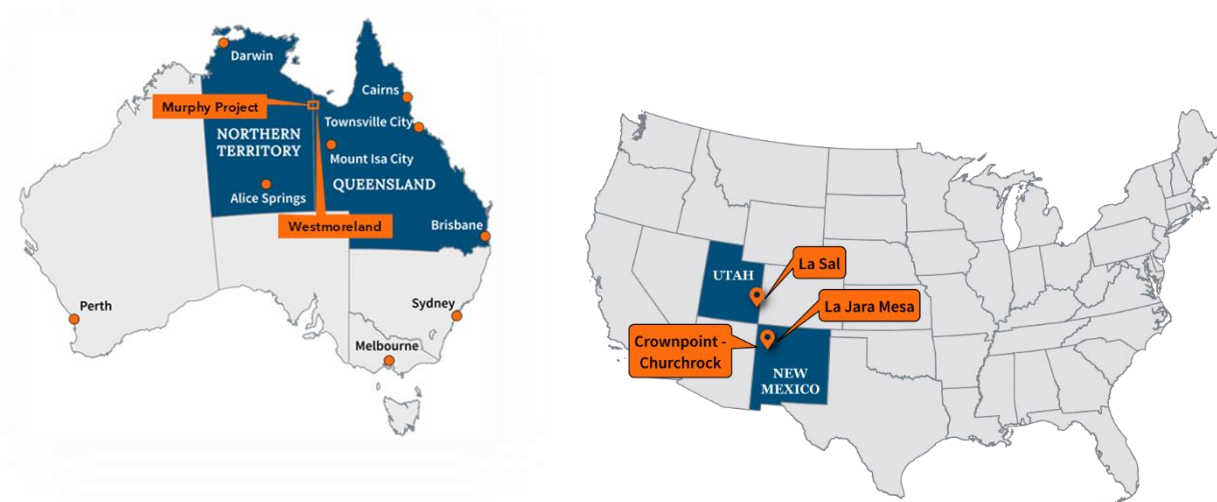 Darwin
Cairns
Murphy Project
Townsville City
NORTHERN
TERRITORY
Mount Isa City
QUEENSLAND
Alice Springs
Westmoreland
Brisbane
Perth
Sydney
Melbourne
La Sal
UTAH
La Jara Mesa
Crownpoint -
Churchrock
NEW
MEXICO